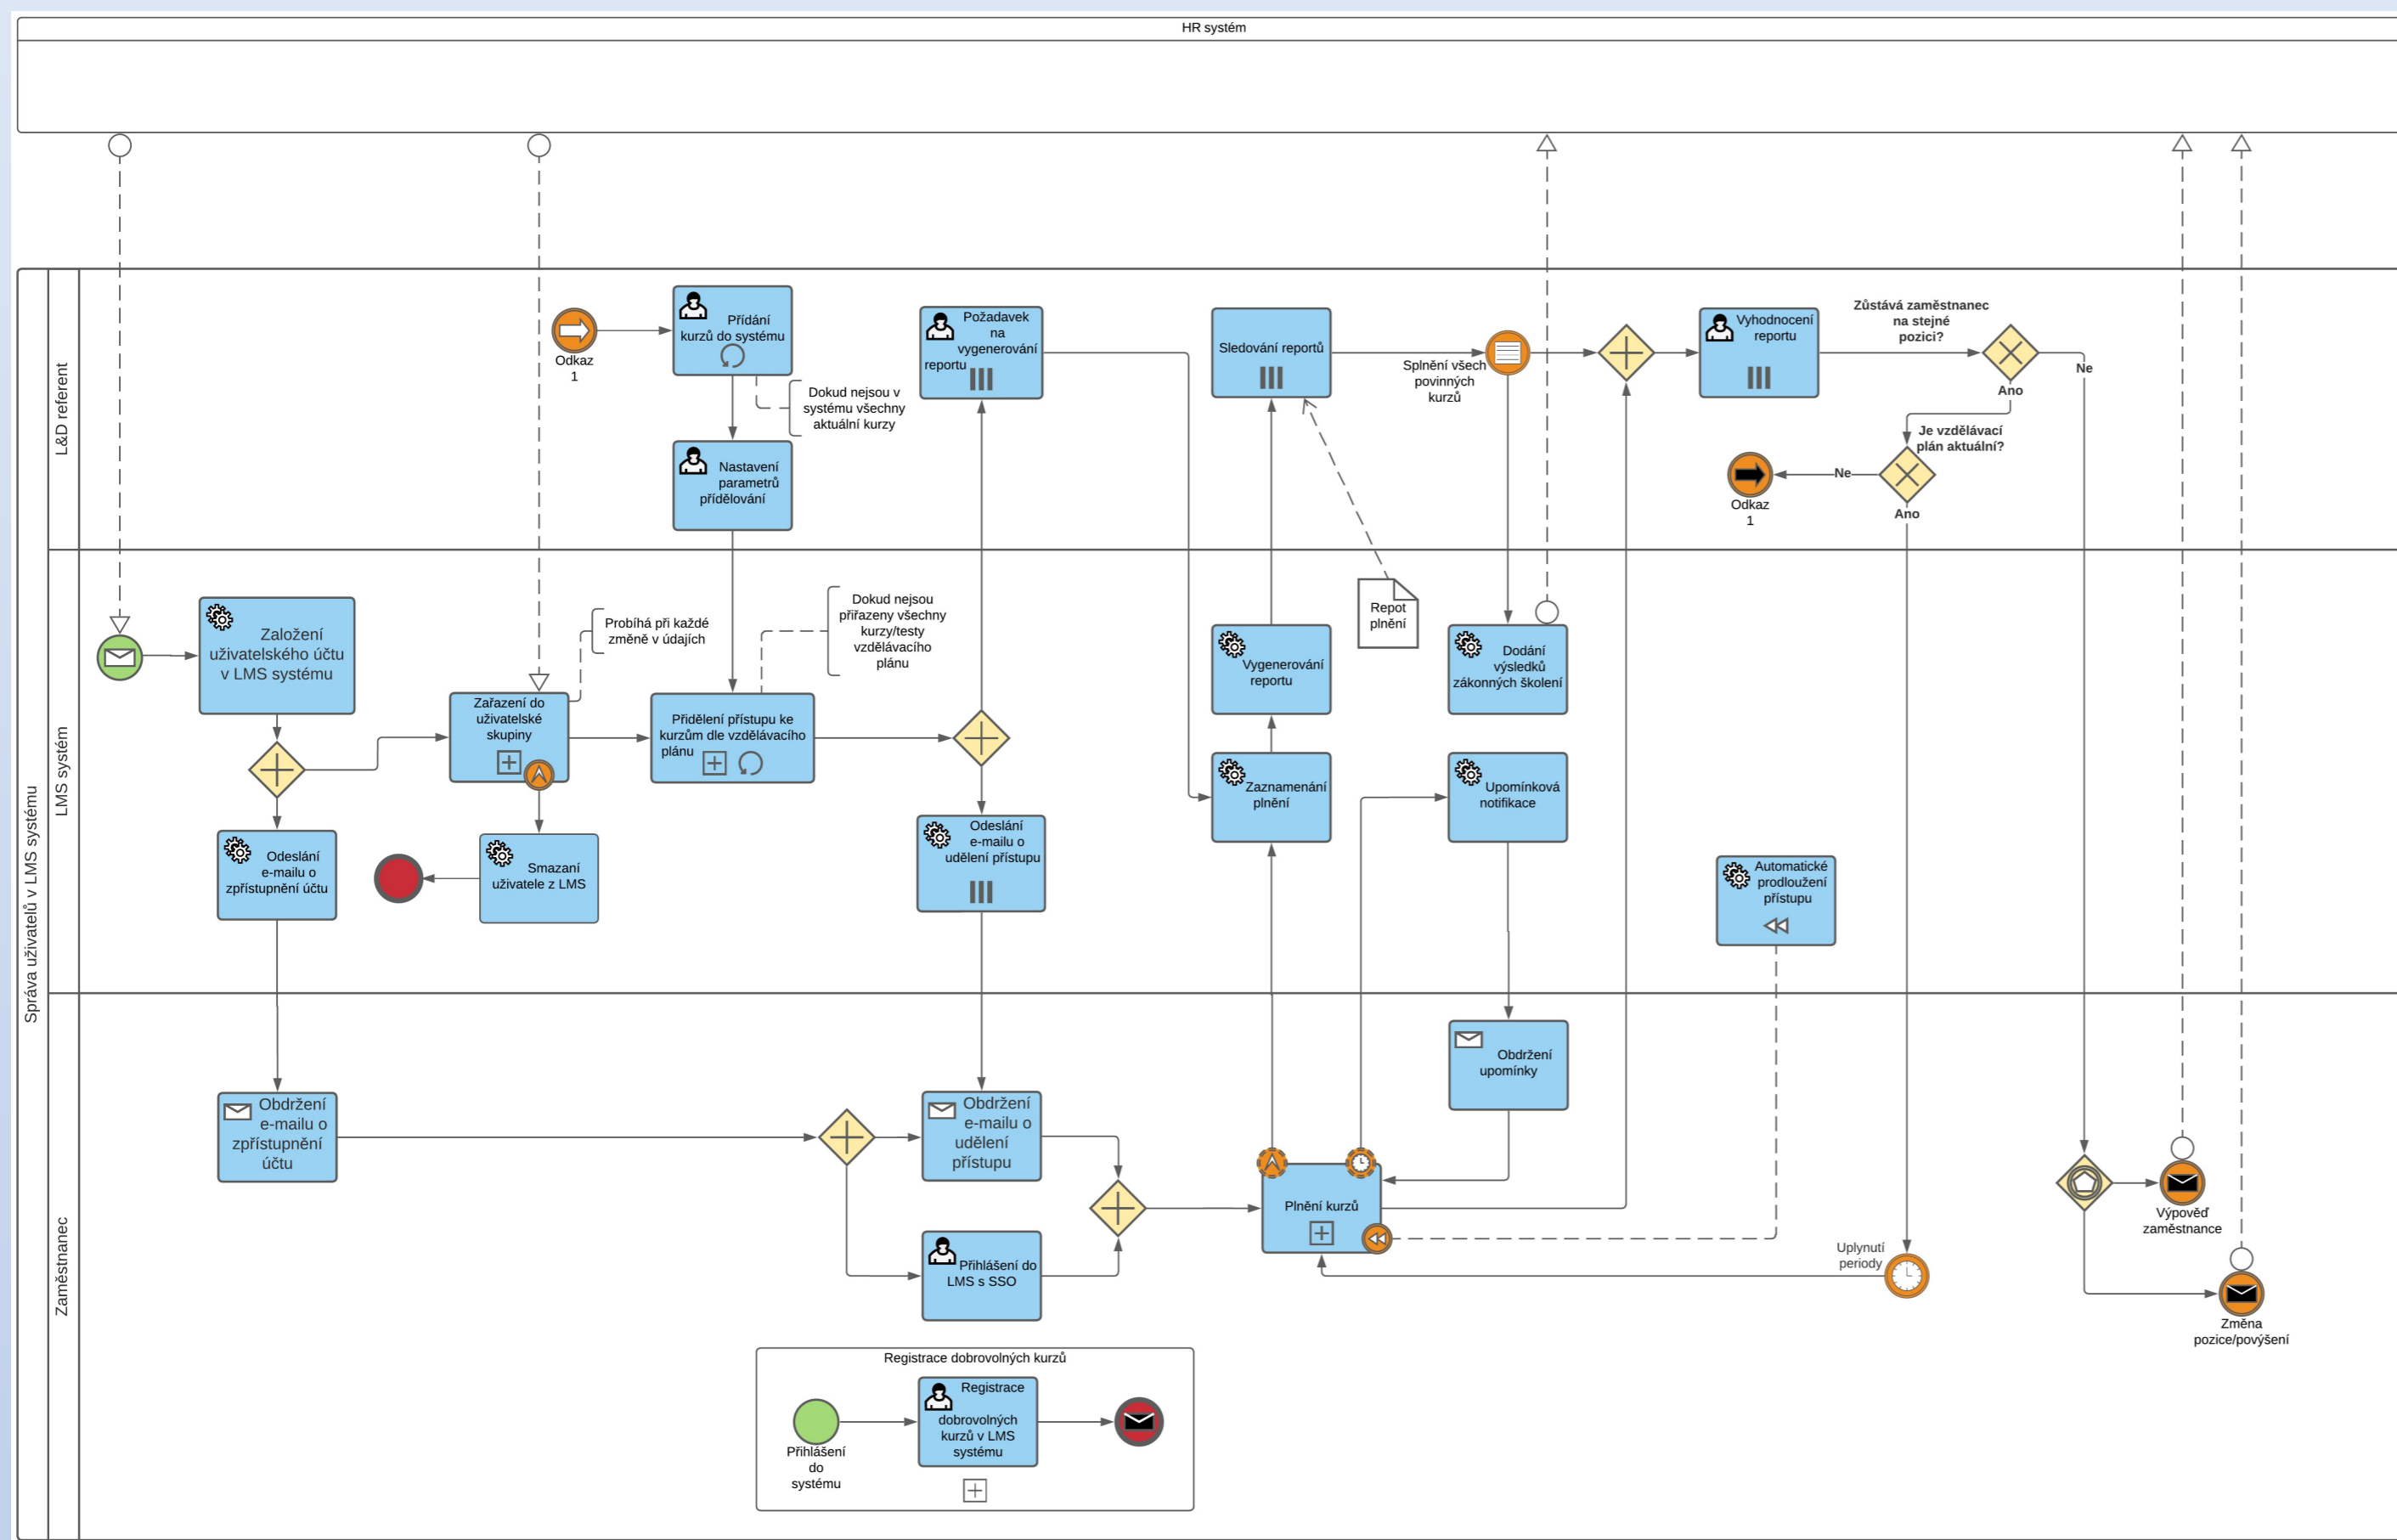 HR systém
Správa uživatelů v LMS systému
L&D referent
Odkaz
1
Přídání
kurzů do systému
Dokud nejsou v
systému všechny
aktuální kurzy
Nastavení
parametrů
přídělování
Požadavek
na
vygenerování
reportu
Sledování reportů
Splnění všech
povinných
kurzů
Vyhodnocení
reportu
Zůstává zaměstnanec
na stejné
pozici?
Ne
Ano
Je vzdělávací
plán aktuální?
Ne
Odkaz
1
Ano
LMS systém
Založení
uživatelského účtu
v LMS systému
Probíhá při každé
změně v údajích
Zařazení do
uživatelské
skupiny
Dokud nejsou
přiřazeny všechny
kurzy/testy
vzdělávacího
plánu
Přidělení přístupu ke
kurzům dle vzdělávacího
plánu
Repot
plnění
Vygenerování
reportu
Dodání
výsledků
zákonných školení
Zaznamenání
plnění
Upomínková
notifikace
Odeslání
e-mailu o
zpřístupnění účtu
Smazaní
uživatele z LMS
Odeslání
e-mailu o
udělení přístupu
Automatické
prodloužení
přístupu
Zaměstnanec
Obdržení
e-mailu o
zpřístupnění
účtu
Obdržení
e-mailu o
udělení
přístupu
Přihlášení do
LMS s SSO
Obdržení
upomínky
Plnění kurzů
Uplynutí
periody
Výpověď
zaměstnance
Změna
pozice/povýšení
Registrace dobrovolných kurzů
Přihlášení
do
systému
Registrace
dobrovolných
kurzů v LMS
systému